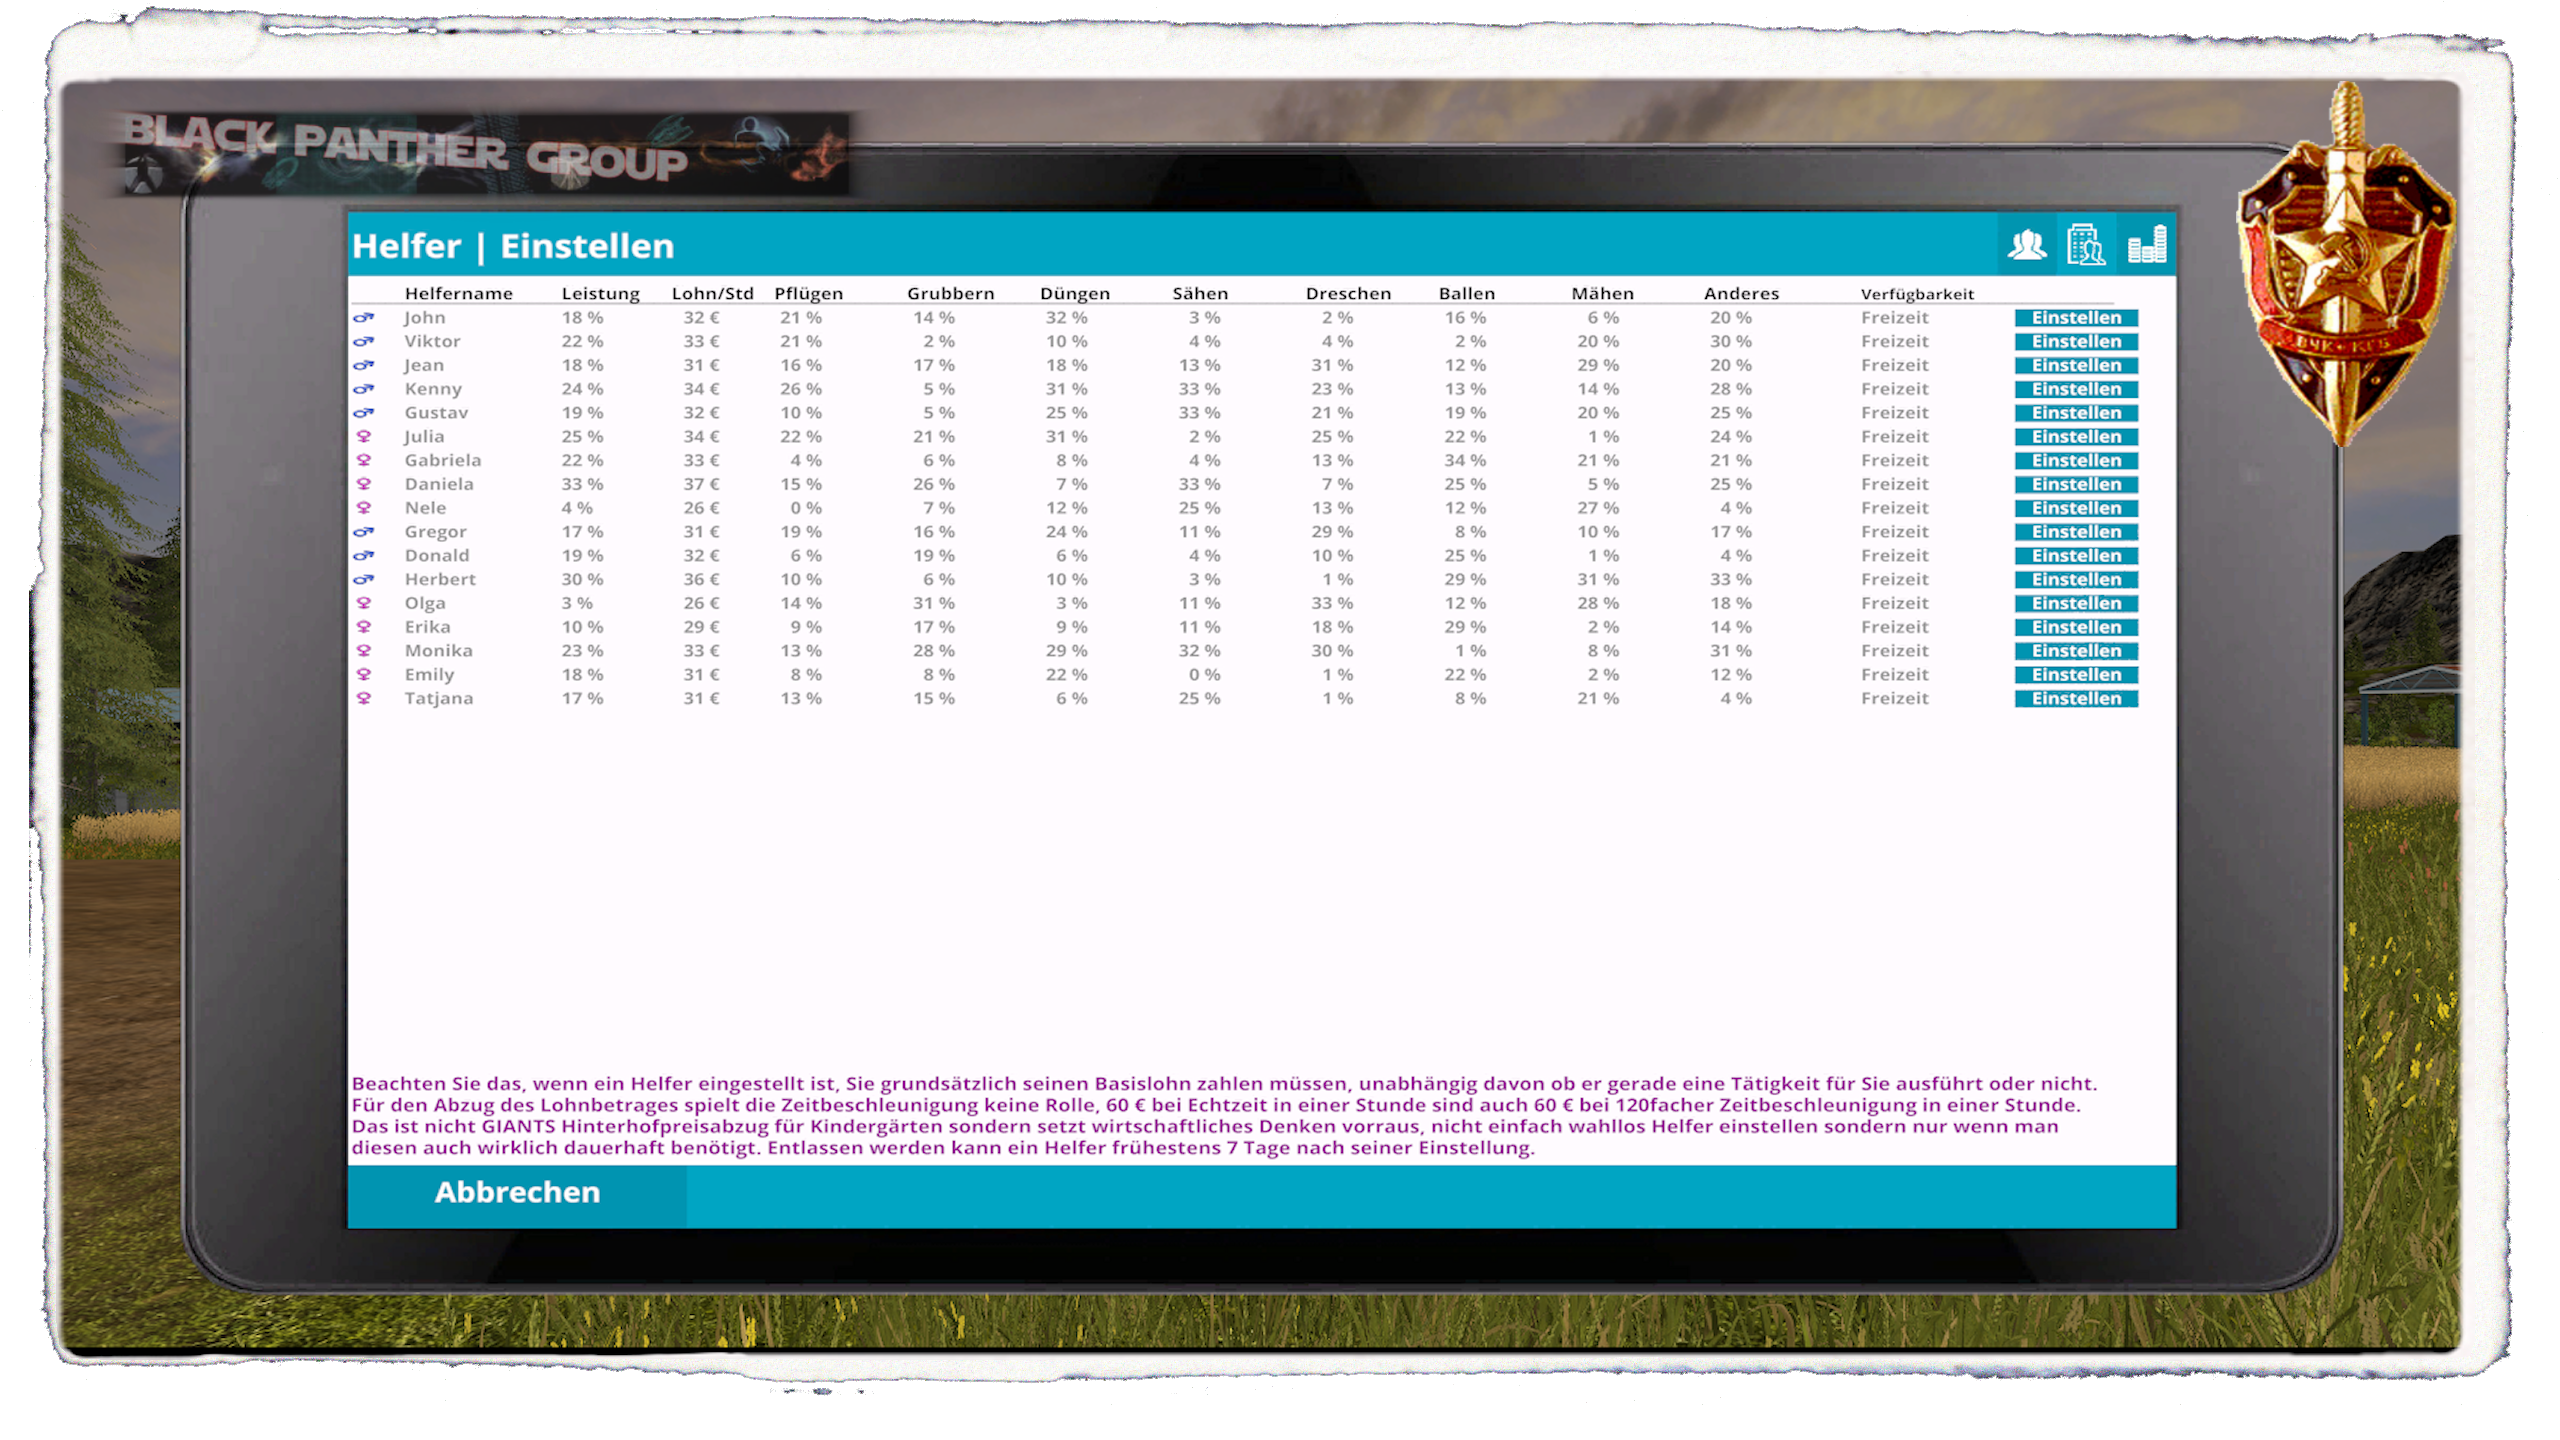 BLACK PANTHER GROUP
Helfer | Einstellen
Helfername Leistung Lohn/Std Pflügen Grubbern Düngen Sähen Dreschen Ballen Mähen Anderes Verfügbarkeit
John 18 % 32 € 21 % 14 % 32 % 3 % 2 % 16 % 6 % 20 % Freizeit Einstellen
Viktor 22 % 33 € 21 % 2 % 10 % 4 % 4 % 2 % 20 % 30 % Freizeit Einstellen
Jean 18 % 31 € 16 % 17 % 18 % 13 % 31 % 12 % 29 % 20 % Freizeit Einstellen
Kenny 24 % 34 € 26 % 5 % 31 % 33 % 23 % 13 % 14 % 28 % Freizeit Einstellen
Gustav 19 % 32 € 10 % 5 % 25 % 33 % 21 % 19 % 20 % 25 % Freizeit Einstellen
Julia 25 % 34 € 22 % 21 % 31 % 2 % 25 % 22 % 1 % 24 % Freizeit Einstellen
Gabriela 22 % 33 € 4 % 6 % 8 % 4 % 13 % 34 % 21 % 21 % Freizeit Einstellen
Daniela 33 % 37 € 15 % 26 % 7 % 33 % 7 % 25 % 5 % 25 % Freizeit Einstellen
Nele 4 % 26 € 0 % 7 % 12 % 25 % 13 % 12 % 27 % 4 % Freizeit Einstellen
Gregor 17 % 31 € 19 % 16 % 24 % 11 % 29 % 8 % 10 % 17 % Freizeit Einstellen
Donald 19 % 32 € 6 % 19 % 6 % 4 % 10 % 25 % 1 % 4 % Freizeit Einstellen
Herbert 30 % 36 € 10 % 6 % 10 % 3 % 1 % 29 % 31 % 33 % Freizeit Einstellen
Olga 3 % 26 € 14 % 31 % 3 % 11 % 33 % 12 % 28 % 18 % Freizeit Einstellen
Erika 10 % 29 € 9 % 17 % 9 % 11 % 18 % 29 % 2 % 14 % Freizeit Einstellen
Monika 23 % 33 € 13 % 28 % 29 % 32 % 30 % 1 % 8 % 31 % Freizeit Einstellen
Emily 18 % 31 € 8 % 8 % 22 % 0 % 1 % 22 % 2 % 12 % Freizeit Einstellen
Tatjana 17 % 31 € 13 % 15 % 6 % 25 % 1 % 8 % 21 % 4 % Freizeit Einstellen
Beachten Sie das, wenn ein Helfer eingestellt ist, Sie grundsätzlich seinen Basislohn zahlen müssen, unabhängig davon ob er gerade eine Tätigkeit für Sie ausführt oder nicht.
Für den Abzug des Lohnbetrages spielt die Zeitbeschleunigung keine Rolle, 60 € bei Echtzeit in einer Stunde sind auch 60 € bei 120facher Zeitbeschleunigung in einer Stunde.
Das ist nicht GIANTS Hinterhofpreisabzug für Kindergärten sondern setzt wirtschaftliches Denken vorraus, nicht einfach wahllos Helfer einstellen sondern nur wenn man
diesen auch wirklich dauerhaft benötigt. Entlassen werden kann ein Helfer frühestens 7 Tage nach seiner Einstellung.
Abbrechen
ВЧК•КГБ